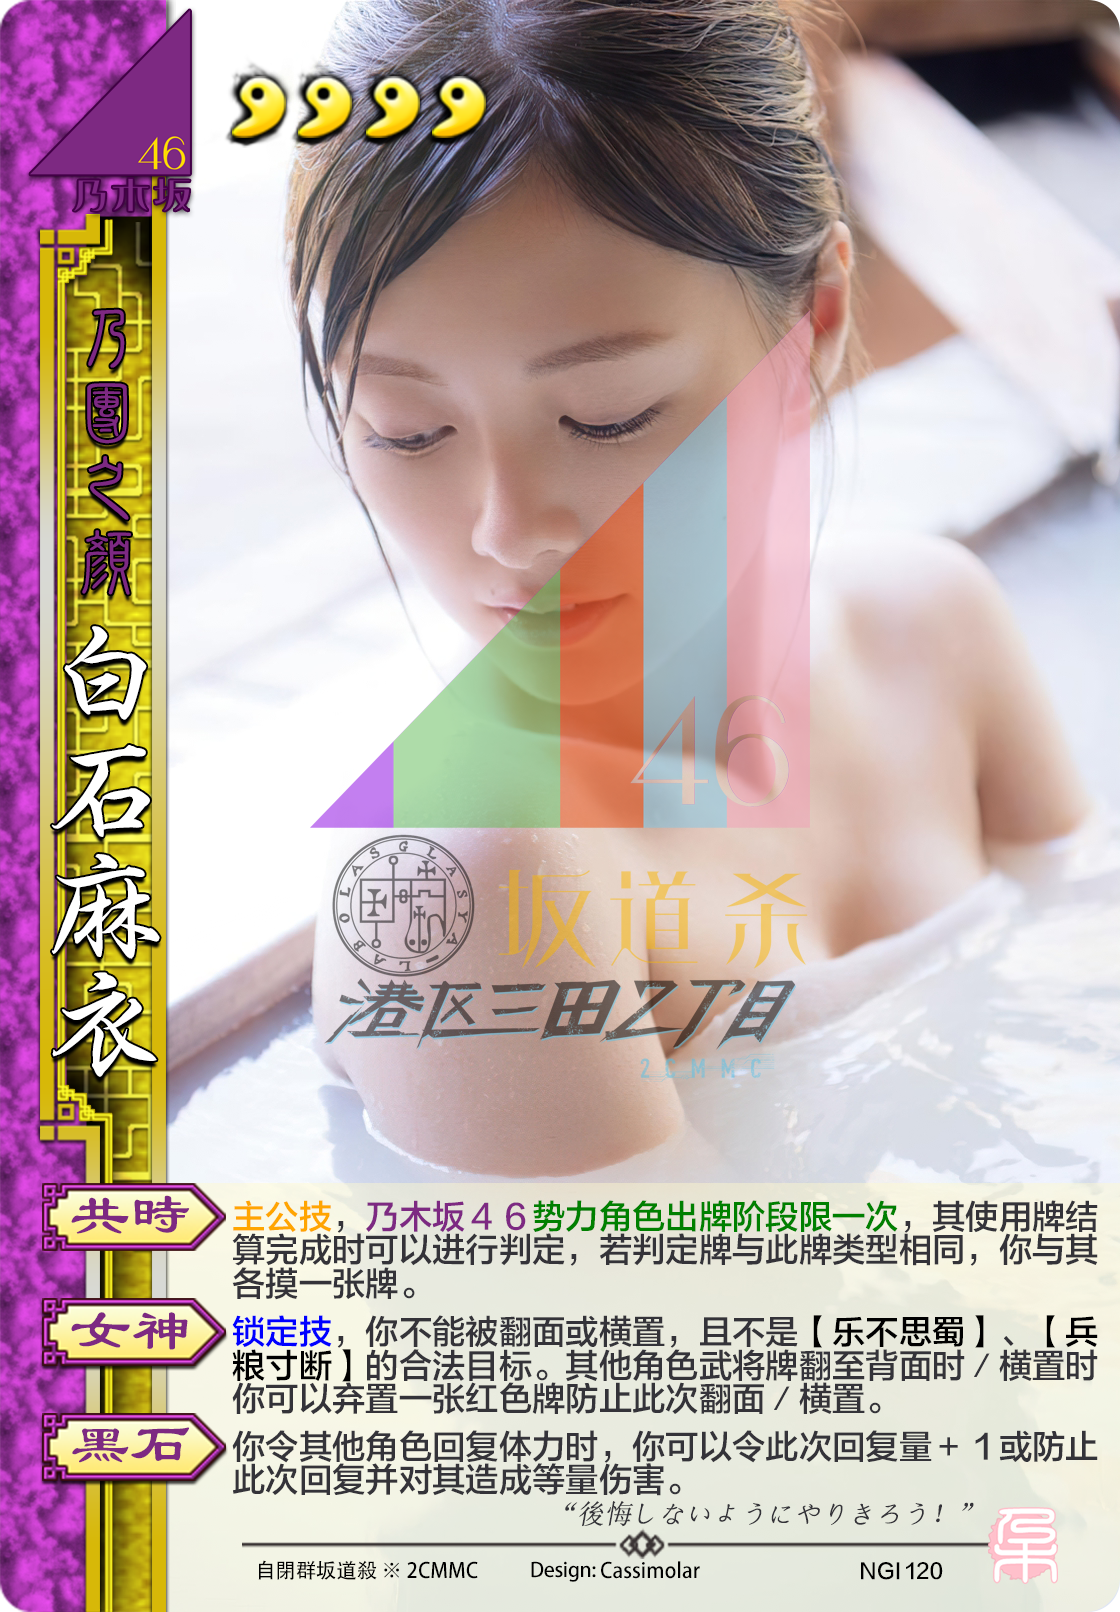 46
乃木坂
乃團之顏
白石麻衣
46
GLASYA-LABOLAS
坂道杀
港区三田乙丁目
2CMMC
共時
主公技，乃木坂４６势力角色出牌阶段限一次，其使用牌结
算完成时可以进行判定，若判定牌与此牌类型相同，你与其
各摸一张牌。
女神
锁定技，你不能被翻面或横置，且不是【乐不思蜀】、【兵
粮寸断】的合法目标。其他角色武将牌翻至背面时/横置时
你可以弃置一张红色牌防止此次翻面/横置。
黑石
你令其他角色回复体力时，你可以令此次回复量＋１或防止
此次回复并对其造成等量伤害。
“後悔しないようにやりきろう！”
自閉群坂道殺 ※ 2CMMC
Design: Cassimolar
NGI 120